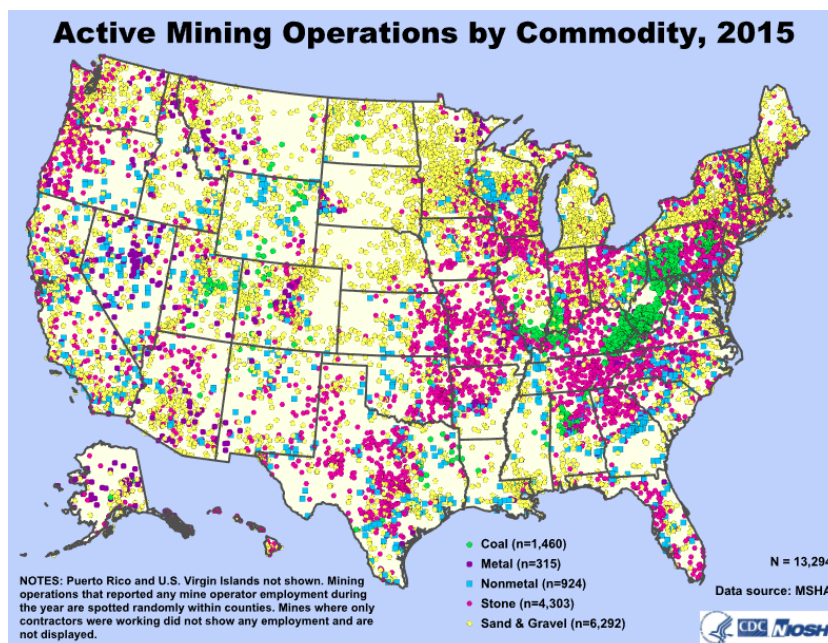 Active Mining Operations by Commodity, 2015
Coal (n=1,460)
Metal (n=315)
Nonmetal (n=924)
Stone (n=4,303)
Sand & Gravel (n=6,292)
N = 13,294
Data source: MSHA
NOTES: Puerto Rico and U.S. Virgin Islands not shown. Mining
operations that reported any mine operator employment during
the year are spotted randomly within counties. Mines where only
contractors were working did not show any employment and are
not displayed.
CDC NIOSH